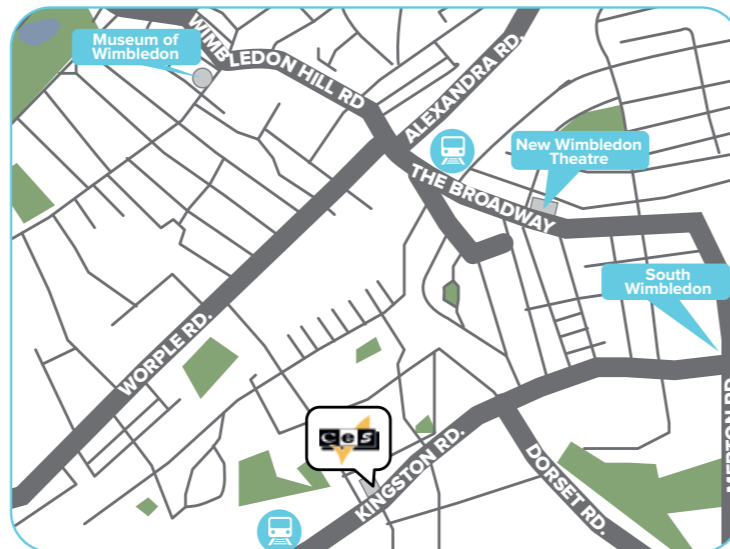 Museum of
Wimbledon
WIMBLEDON HILL RD
ALEXANDRA RD.
New Wimbledon
Theatre
THE BROADWAY
South
Wimbledon
WORPLE RD.
ces
KINGSTON RD.
DORSET RD.
MERTON RD